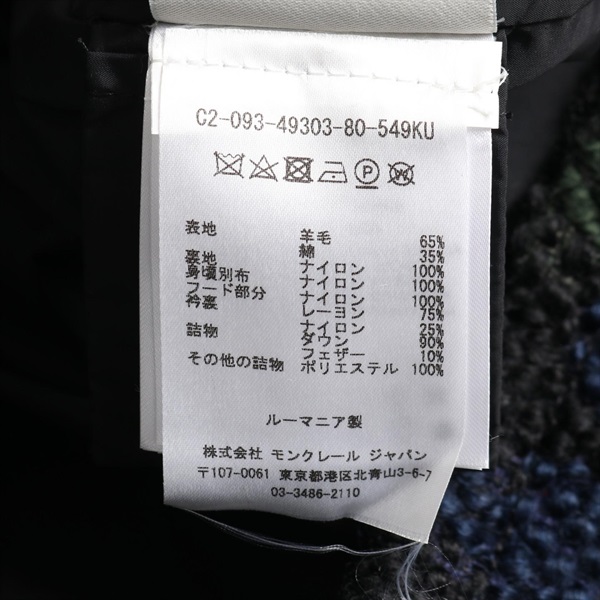 C2-093-49303-80-549KU
P W
表地 羊毛 65%
綿 35%
裏地 ナイロン 100%
身頃別布 ナイロン 100%
フード部分 ナイロン 100%
衿裏 レーヨン 75%
ナイロン 25%
詰物 ダウン 90%
フェザー 10%
その他の詰物 ポリエステル 100%
ルーマニア製
株式会社 モンクレール ジャパン
〒107-0061 東京都港区北青山3-6-7
03-3486-2110